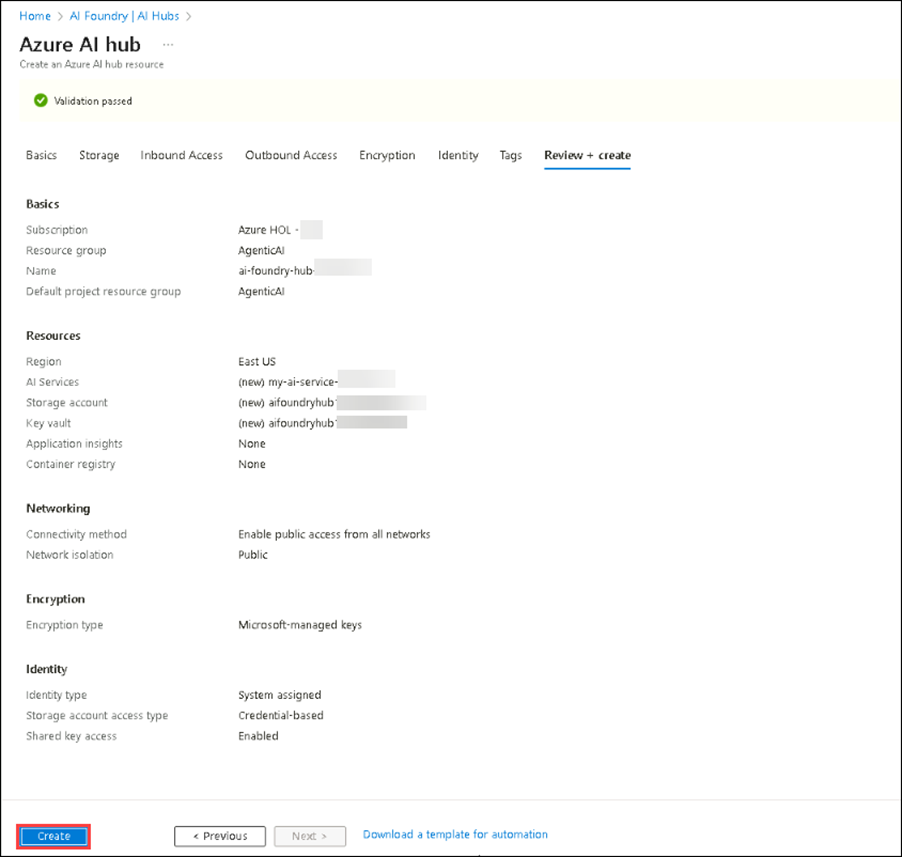 Home > AI Foundry | AI Hubs >
Azure AI hub ...
Create an Azure AI hub resource
Validation passed
Basics Storage Inbound Access Outbound Access Encryption Identity Tags Review + create
Basics
Subscription Azure HOL -
Resource group AgenticAI
Name ai-foundry-hub-
Default project resource group AgenticAI
Resources
Region East US
AI Services (new) my-ai-service-
Storage account (new) aifoundryhub1
Key vault (new) aifoundryhub1
Application insights None
Container registry None
Networking
Connectivity method Enable public access from all networks
Network isolation Public
Encryption
Encryption type Microsoft-managed keys
Identity
Identity type System assigned
Storage account access type Credential-based
Shared key access Enabled
Create < Previous Next > Download a template for automation